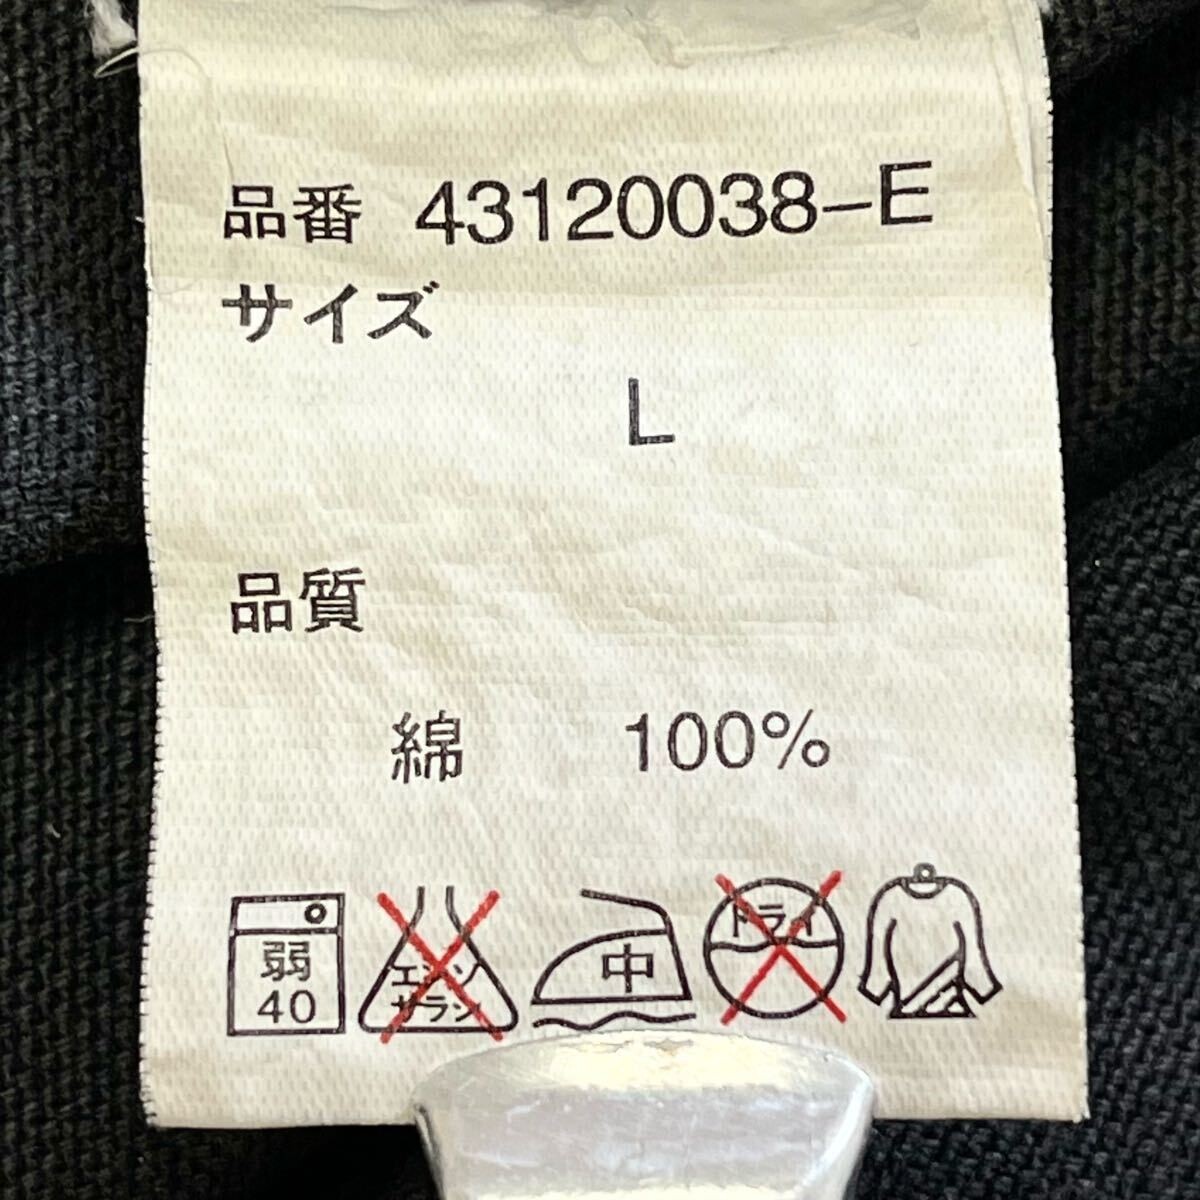 品番 43120038-E
サイズ
L
品質
綿 100%
弱
40
エンソ
サラシ
中
ドライ